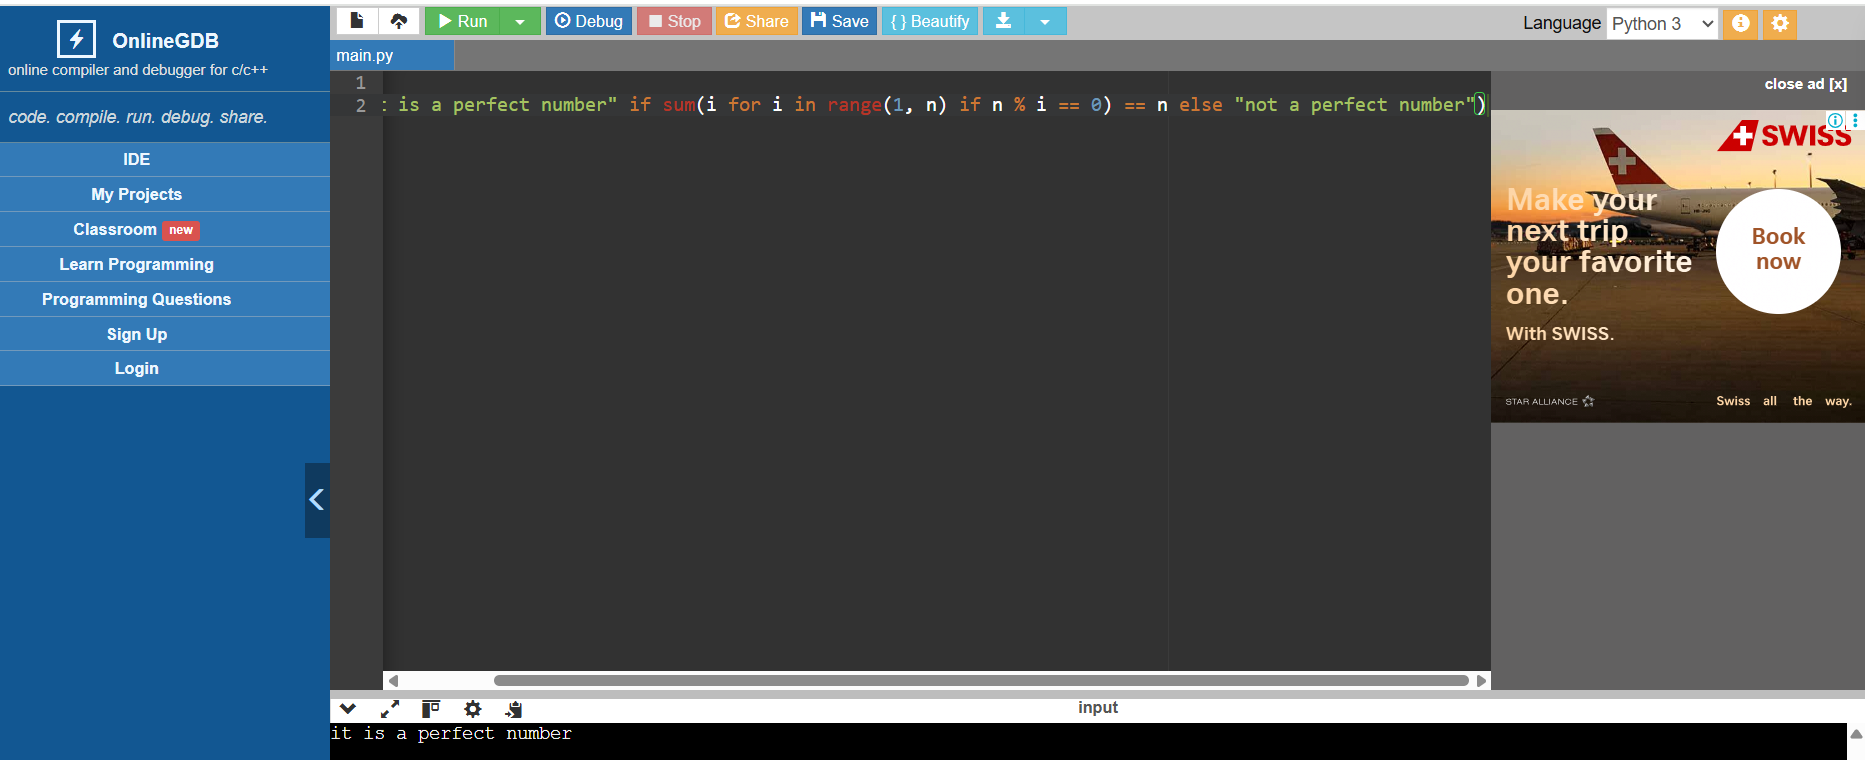 OnlineGDB
online compiler and debugger for c/c++
code. compile. run. debug. share.
IDE
My Projects
Classroom new
Learn Programming
Programming Questions
Sign Up
Login
Run Debug Stop Share Save { } Beautify
Language Python 3
main.py
1
2 is a perfect number" if sum(i for i in range(1, n) if n % i == 0) == n else "not a perfect number")
close ad [x]
SWISS
Make your
next trip
your favorite
one.
With SWISS.
Book
now
STAR ALLIANCE
Swiss all the way.
input
it is a perfect number